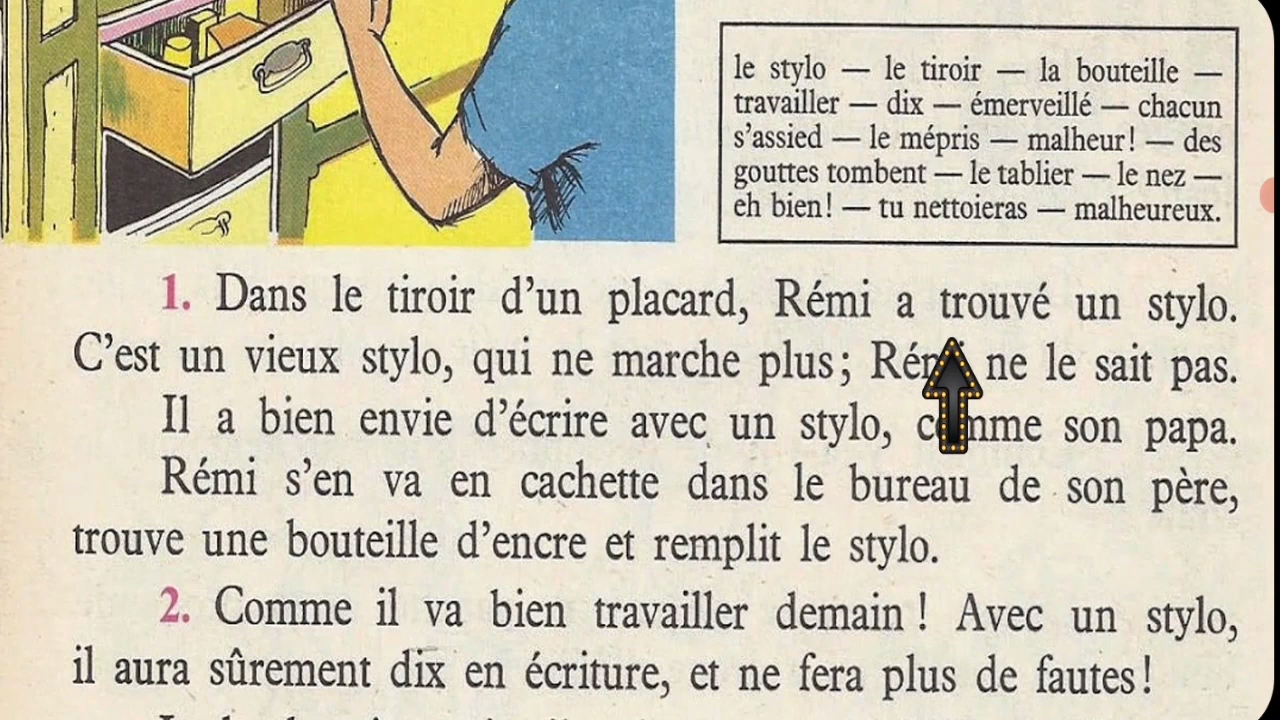 le stylo — le tiroir — la bouteille —
travailler — dix — émerveillé — chacun
s'assied — le mépris — malheur! — des
gouttes tombent — le tablier — le nez —
eh bien! — tu nettoieras — malheureux.
1. Dans le tiroir d'un placard, Rémi a trouvé un stylo.
C'est un vieux stylo, qui ne marche plus; Rémi ne le sait pas.
Il a bien envie d'écrire avec un stylo, comme son papa.
Rémi s'en va en cachette dans le bureau de son père,
trouve une bouteille d'encre et remplit le stylo.
2. Comme il va bien travailler demain! Avec un stylo,
il aura sûrement dix en écriture, et ne fera plus de fautes!